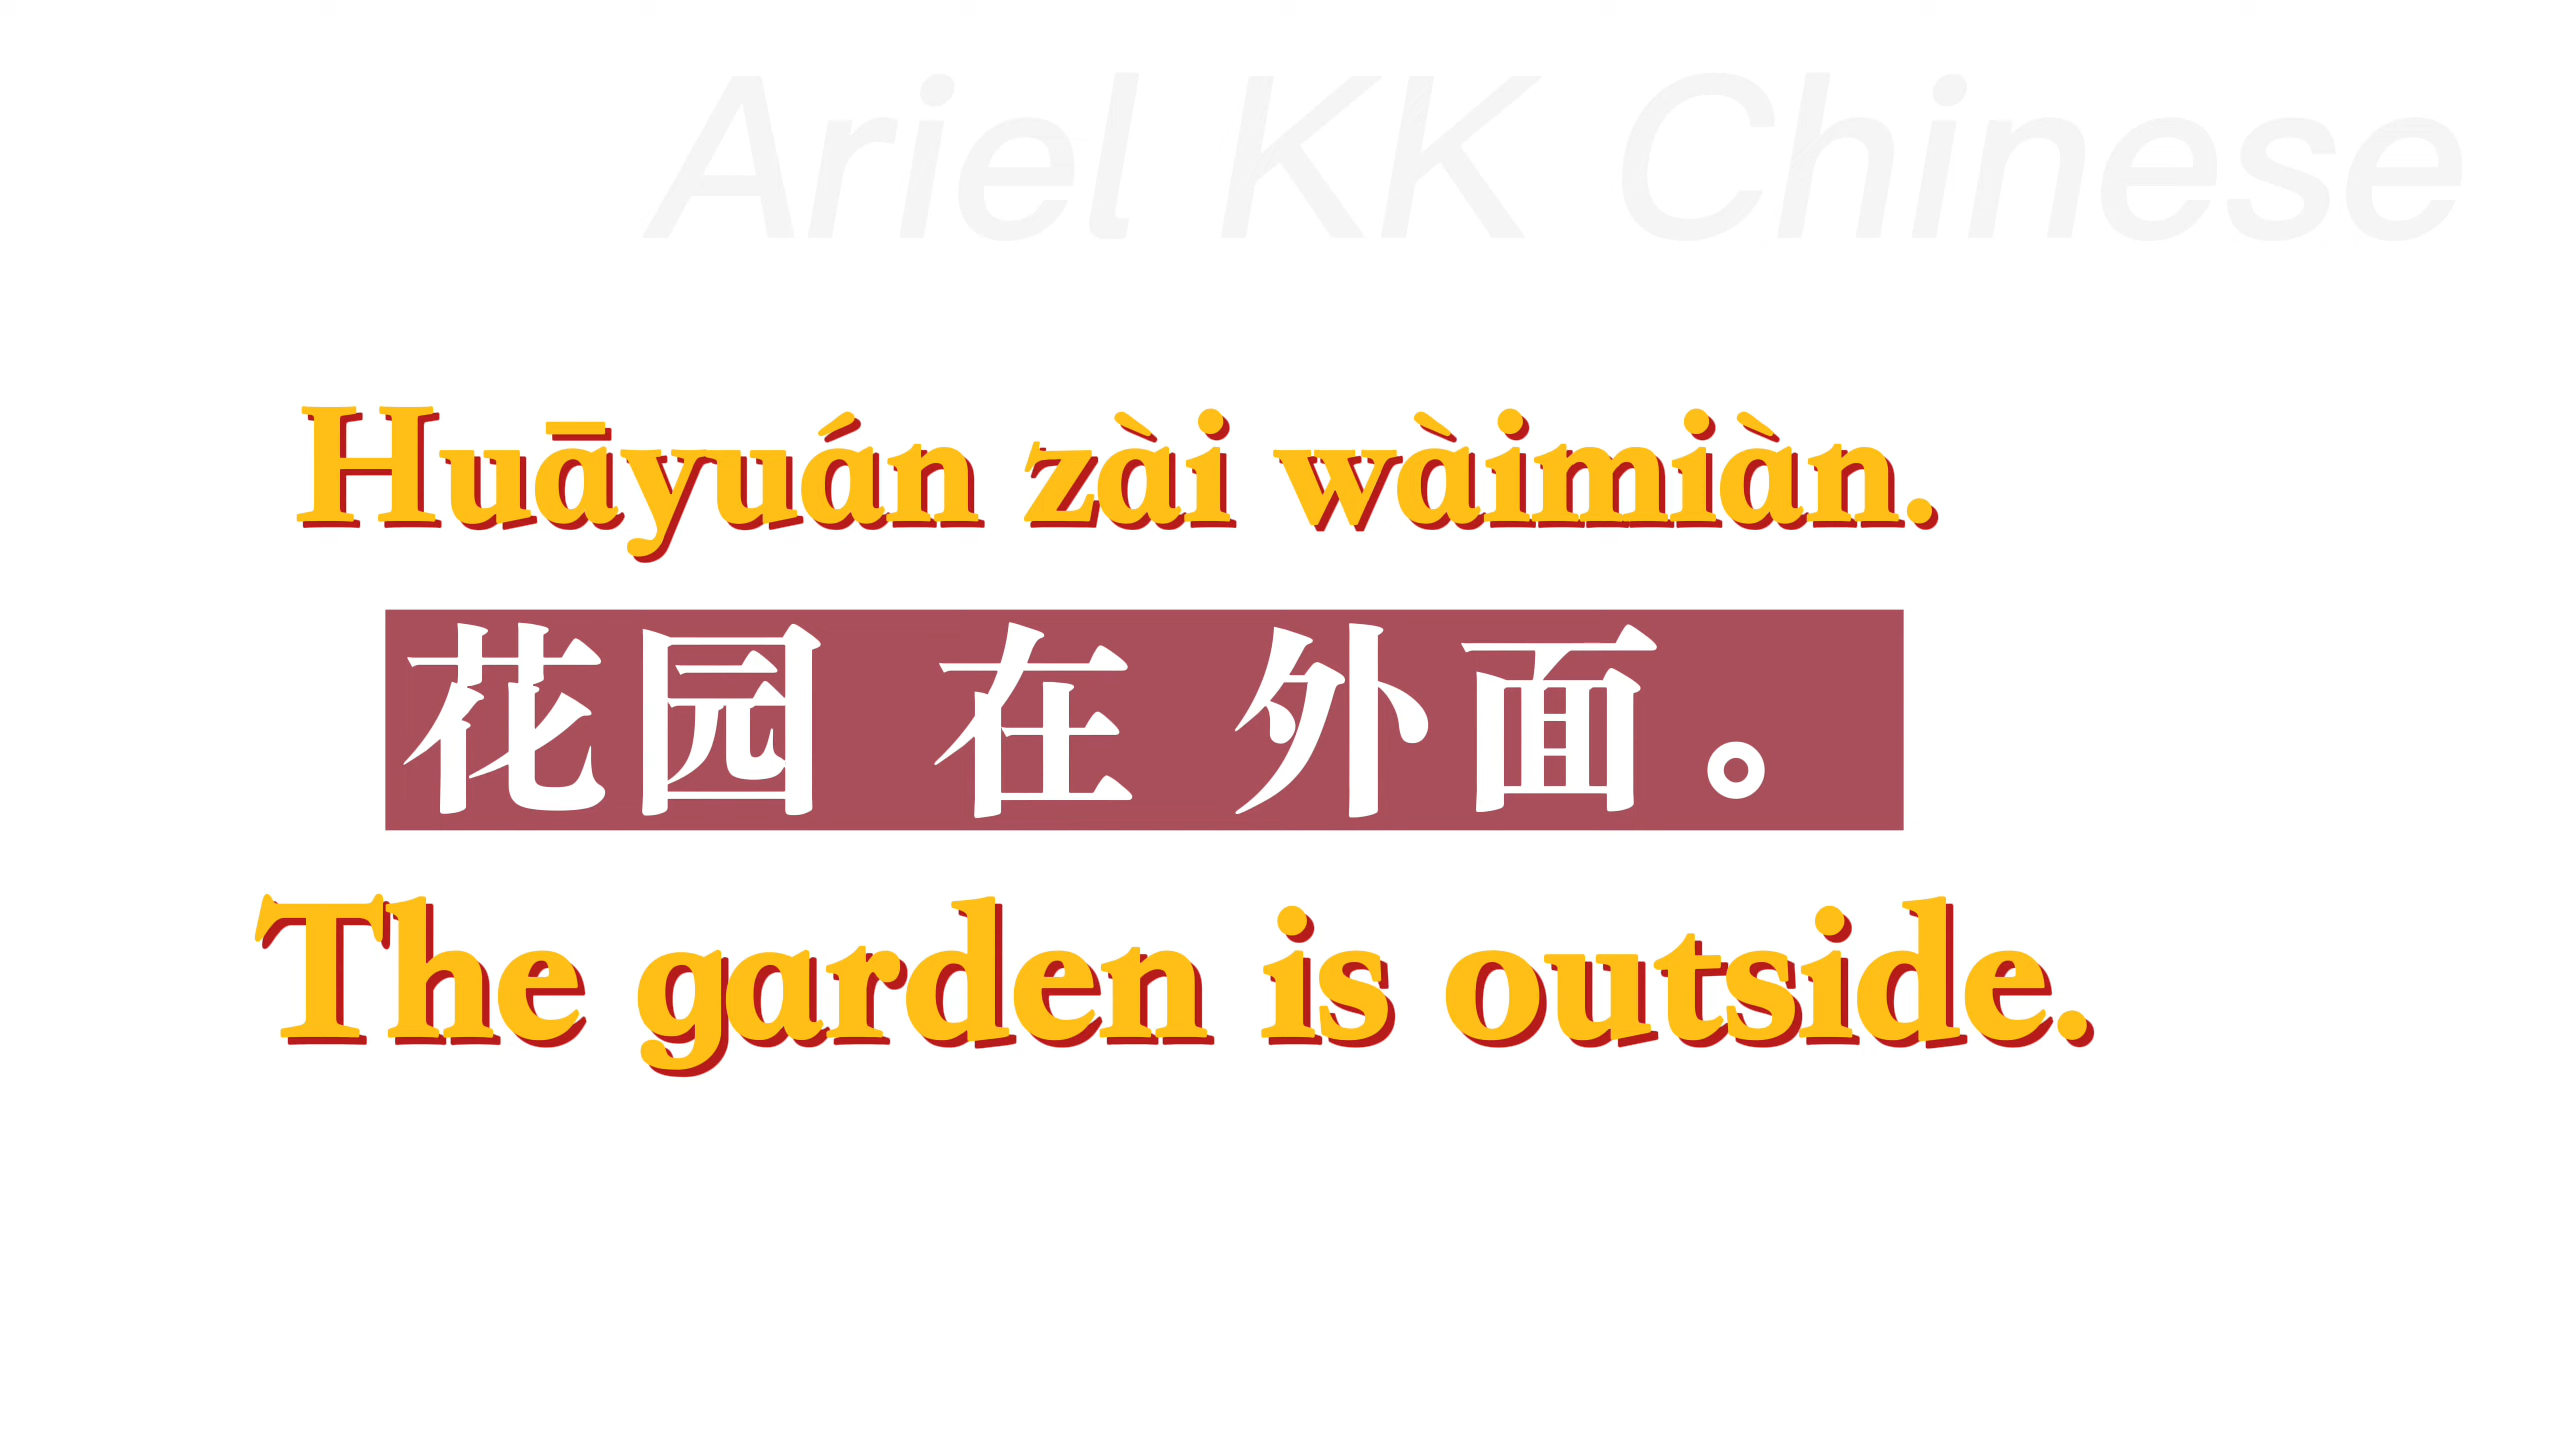 Ariel KK Chinese
Huāyuán zài wàimiàn.
花园 在 外面。
The garden is outside.